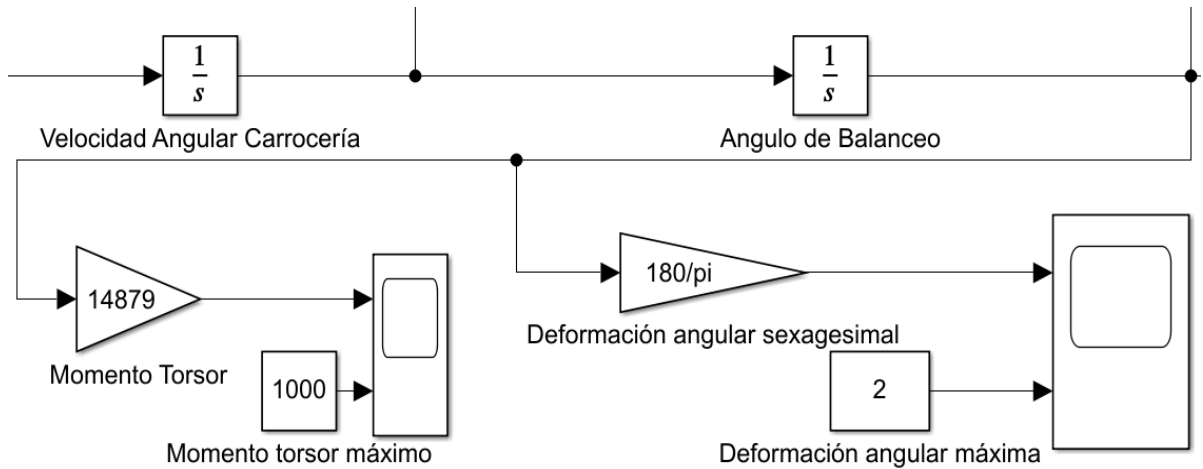 1
s
1
s
Velocidad Angular Carrocería
Angulo de Balanceo
14879
180/pi
Deformación angular sexagesimal
Momento Torsor
1000
2
Momento torsor máximo
Deformación angular máxima